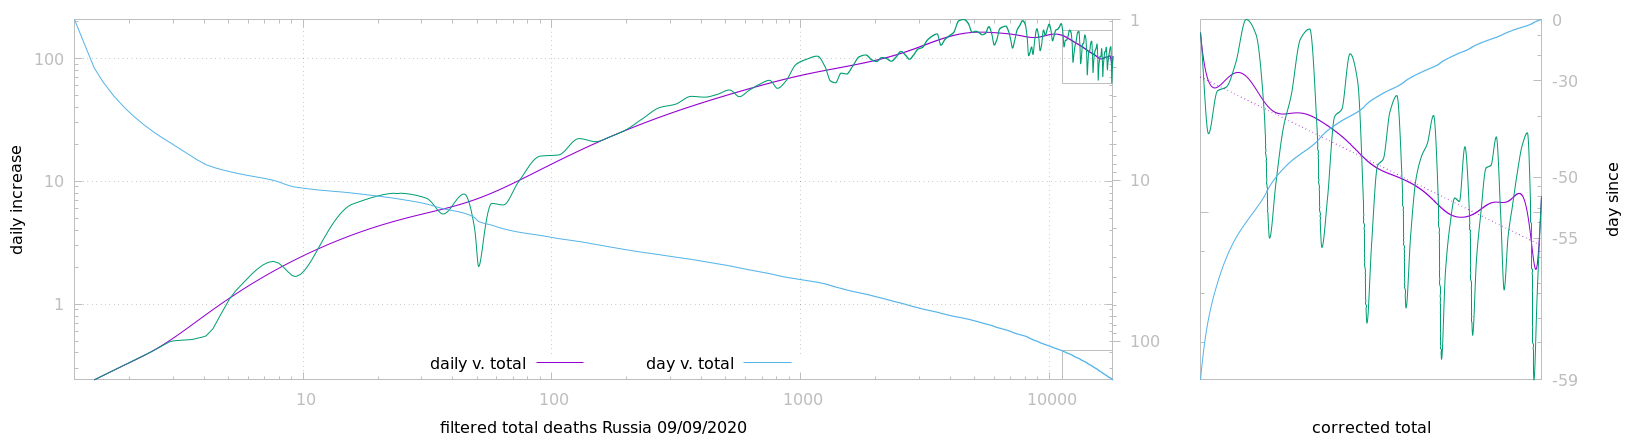 daily increase
100
10
1
daily v. total
day v. total
10
100
1000
10000
1
10
100
filtered total deaths Russia 09/09/2020
0
-30
-50
-55
-59
day since
corrected total